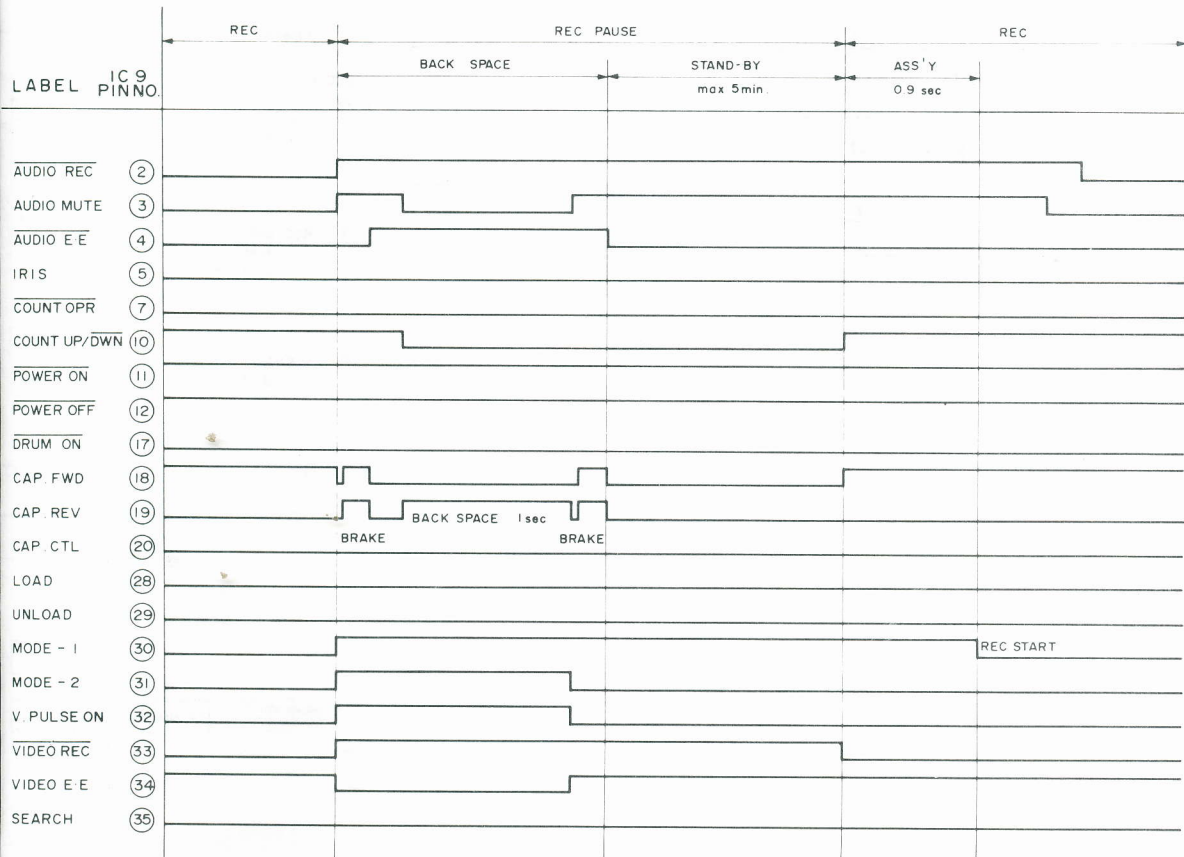 REC REC PAUSE REC
BACK SPACE STAND-BY ASS'Y
LABEL IC 9 PIN NO. max 5min. 0.9 sec
AUDIO REC 2
AUDIO MUTE 3
AUDIO E·E 4
IRIS 5
COUNT OPR 7
COUNT UP/DWN 10
POWER ON 11
POWER OFF 12
DRUM ON 17
CAP. FWD 18
CAP. REV 19 BACK SPACE 1sec
BRAKE BRAKE
CAP. CTL 20
LOAD 28
UNLOAD 29
MODE - 1 30 REC START
MODE - 2 31
V. PULSE ON 32
VIDEO REC 33
VIDEO E·E 34
SEARCH 35